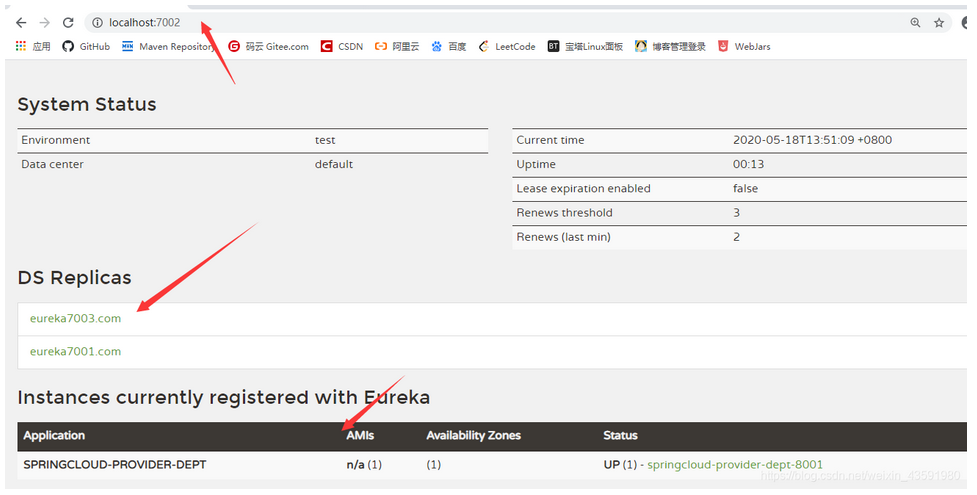 localhost:7002
应用 GitHub Maven Repository 码云 Gitee.com CSDN 阿里云 百度 LeetCode BT 宝塔Linux面板 博客管理登录 WebJars
System Status
Environment test Current time 2020-05-18T13:51:09 +0800
Data center default Uptime 00:13
Lease expiration enabled false
Renews threshold 3
Renews (last min) 2
DS Replicas
eureka7003.com
eureka7001.com
Instances currently registered with Eureka
Application AMIs Availability Zones Status
SPRINGCLOUD-PROVIDER-DEPT n/a (1) (1) UP (1) - springcloud-provider-dept-8001
https://blog.csdn.net/weixin_43591980